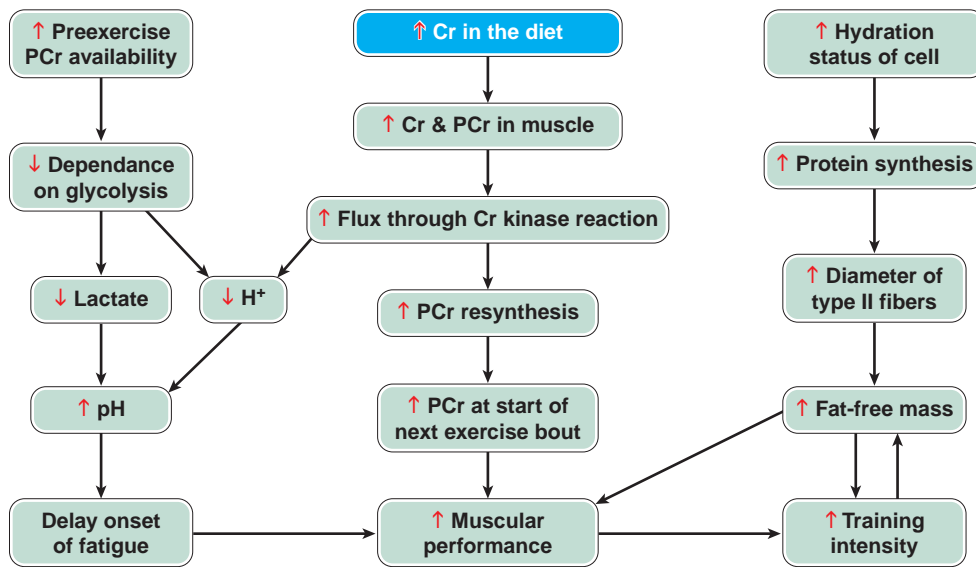 ↑ Preexercise
PCr availability
↓ Dependance
on glycolysis
↓ Lactate
↓ H⁺
↑ pH
Delay onset
of fatigue
↑ Cr in the diet
↑ Cr & PCr in muscle
↑ Flux through Cr kinase reaction
↑ PCr resynthesis
↑ PCr at start of
next exercise bout
↑ Muscular
performance
↑ Hydration
status of cell
↑ Protein synthesis
↑ Diameter of
type II fibers
↑ Fat-free mass
↑ Training
intensity